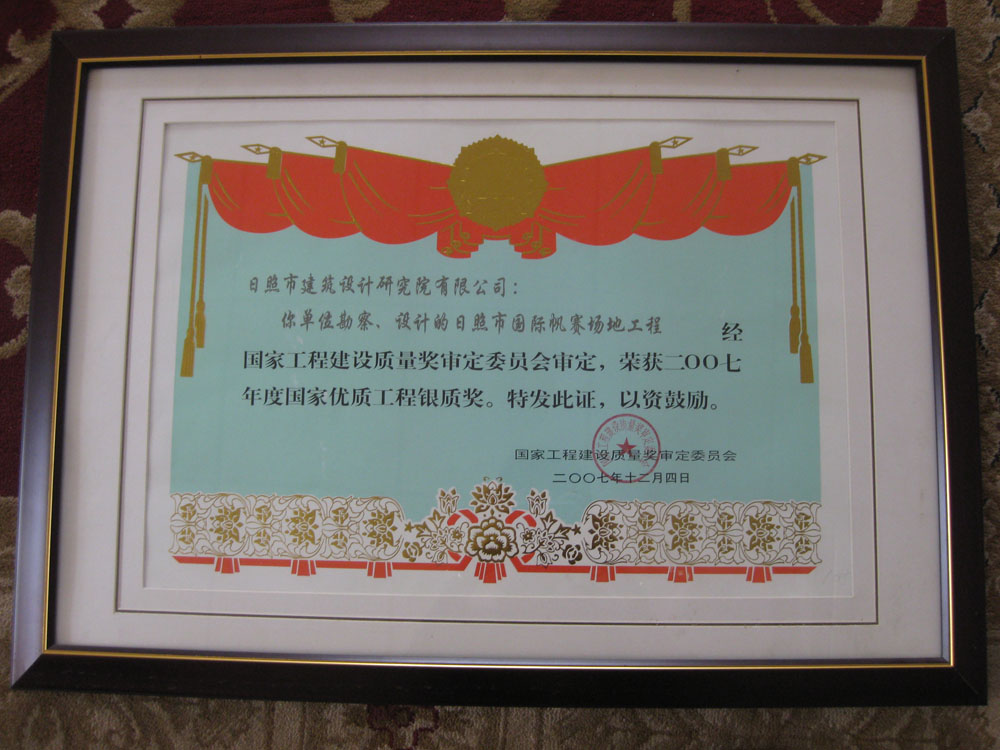 日照市建筑设计研究院有限公司：
你单位勘察、设计的日照市国际帆赛场地工程 经
国家工程建设质量奖审定委员会审定，荣获二〇〇七
年度国家优质工程银质奖。特发此证，以资鼓励。
国家工程建设质量奖审定委员会
二〇〇七年十二月四日